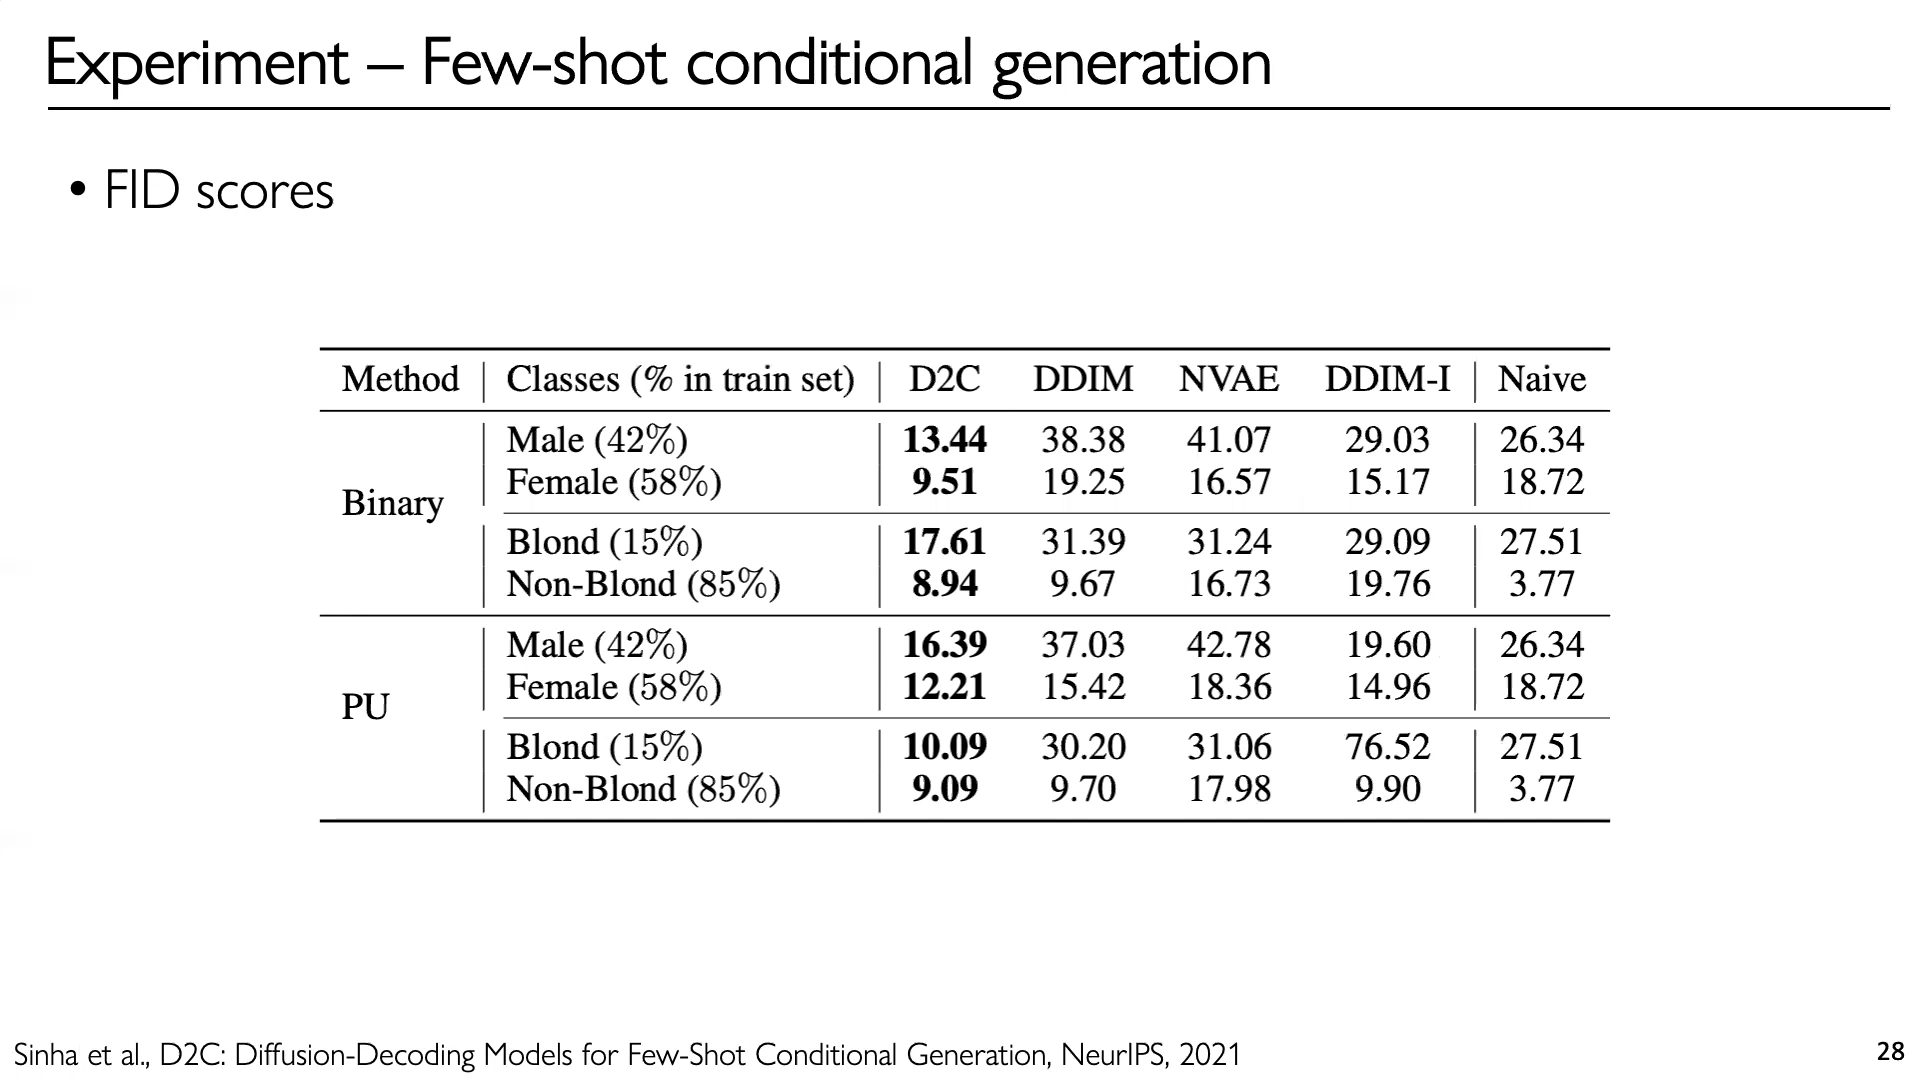 Experiment – Few-shot conditional generation
• FID scores
Method Classes (% in train set) D2C DDIM NVAE DDIM-I Naive
Binary
Male (42%) 13.44 38.38 41.07 29.03 26.34
Female (58%) 9.51 19.25 16.57 15.17 18.72
Blond (15%) 17.61 31.39 31.24 29.09 27.51
Non-Blond (85%) 8.94 9.67 16.73 19.76 3.77
PU
Male (42%) 16.39 37.03 42.78 19.60 26.34
Female (58%) 12.21 15.42 18.36 14.96 18.72
Blond (15%) 10.09 30.20 31.06 76.52 27.51
Non-Blond (85%) 9.09 9.70 17.98 9.90 3.77
Sinha et al., D2C: Diffusion-Decoding Models for Few-Shot Conditional Generation, NeurIPS, 2021
28